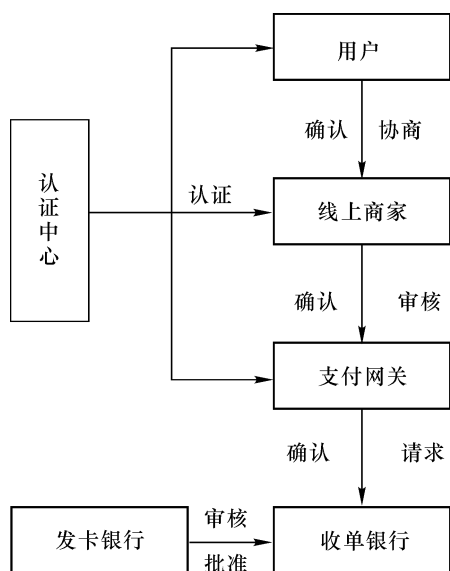 用户
确认 协商
认证中心
认证
线上商家
确认 审核
支付网关
确认 请求
发卡银行
审核
批准
收单银行